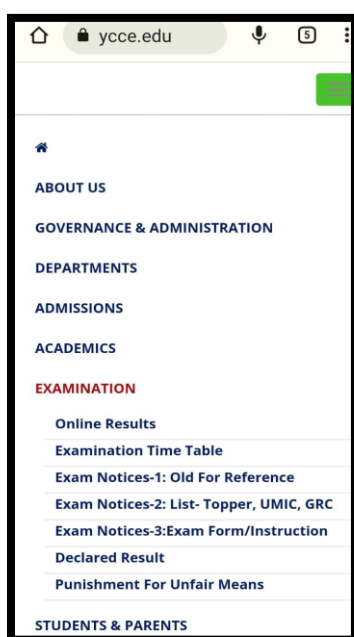 ycce.edu
5
ABOUT US
GOVERNANCE & ADMINISTRATION
DEPARTMENTS
ADMISSIONS
ACADEMICS
EXAMINATION
Online Results
Examination Time Table
Exam Notices-1: Old For Reference
Exam Notices-2: List- Topper, UMIC, GRC
Exam Notices-3:Exam Form/Instruction
Declared Result
Punishment For Unfair Means
STUDENTS & PARENTS